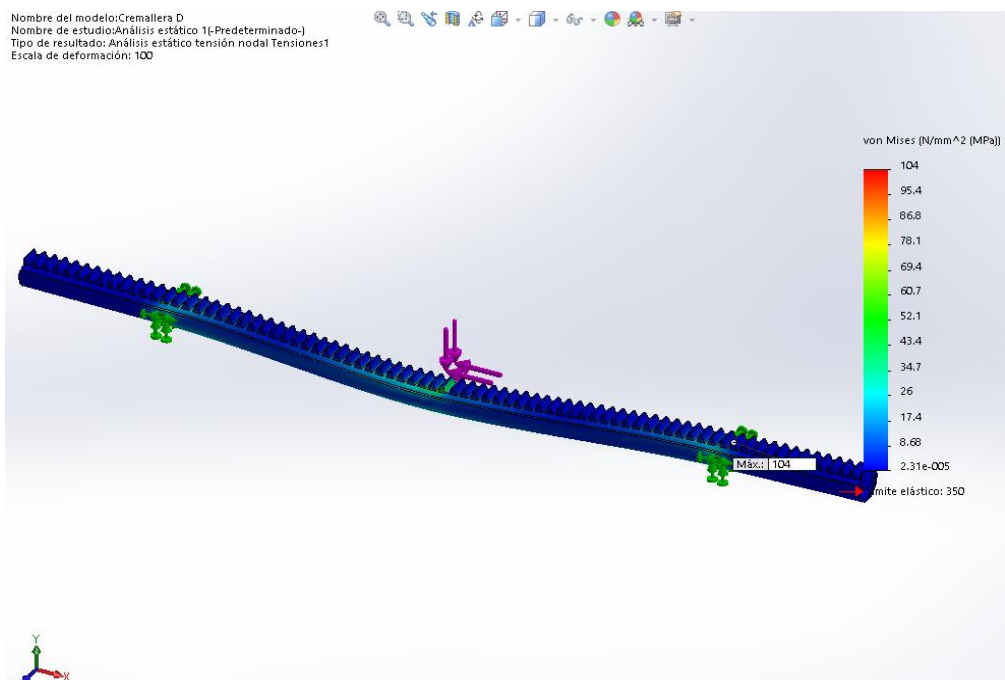 Nombre del modelo:Cremallera D
Nombre de estudio:Análisis estático 1(-Predeterminado-)
Tipo de resultado: Análisis estático tensión nodal Tensiones1
Escala de deformación: 100
von Mises (N/mm^2 (MPa))
104
95.4
86.8
78.1
69.4
60.7
52.1
43.4
34.7
26
17.4
8.68
2.31e-005
Máx.: 104
mite elástico: 350
Y
X